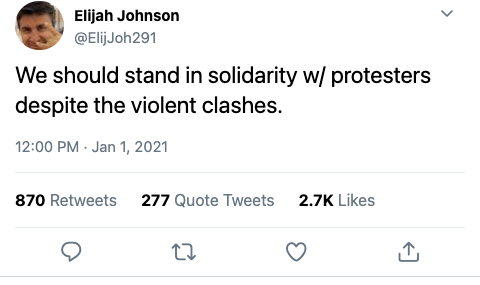 Elijah Johnson
@ElijJoh291
We should stand in solidarity w/ protesters
despite the violent clashes.
12:00 PM · Jan 1, 2021
870 Retweets 277 Quote Tweets 2.7K Likes